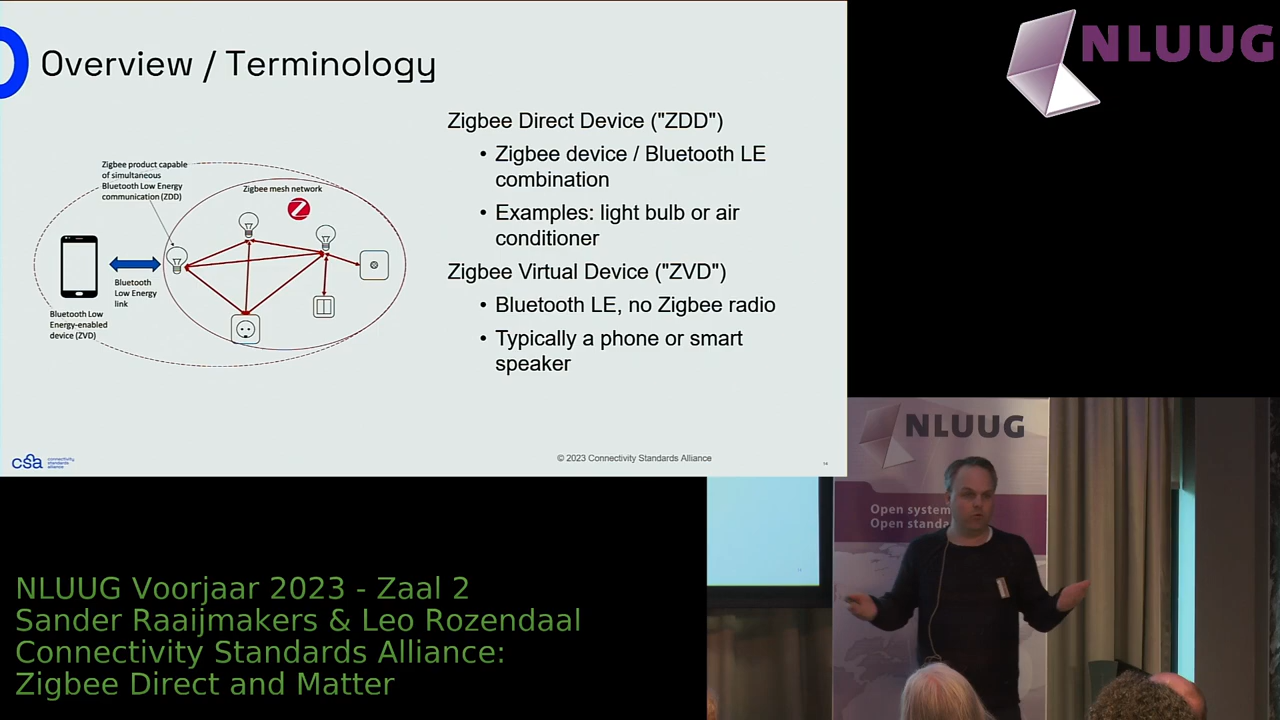 Overview / Terminology
Zigbee product capable
of simultaneous
Bluetooth Low Energy
communication (ZDD)
Zigbee mesh network
Bluetooth
Low Energy
link
Bluetooth Low
Energy-enabled
device (ZVD)
Zigbee Direct Device ("ZDD")
• Zigbee device / Bluetooth LE
combination
• Examples: light bulb or air
conditioner
Zigbee Virtual Device ("ZVD")
• Bluetooth LE, no Zigbee radio
• Typically a phone or smart
speaker
csa connectivity
standards
alliance
© 2023 Connectivity Standards Alliance
NLUUG
NLUUG
Open system
Open standa
NLUUG Voorjaar 2023 - Zaal 2
Sander Raaijmakers & Leo Rozendaal
Connectivity Standards Alliance:
Zigbee Direct and Matter